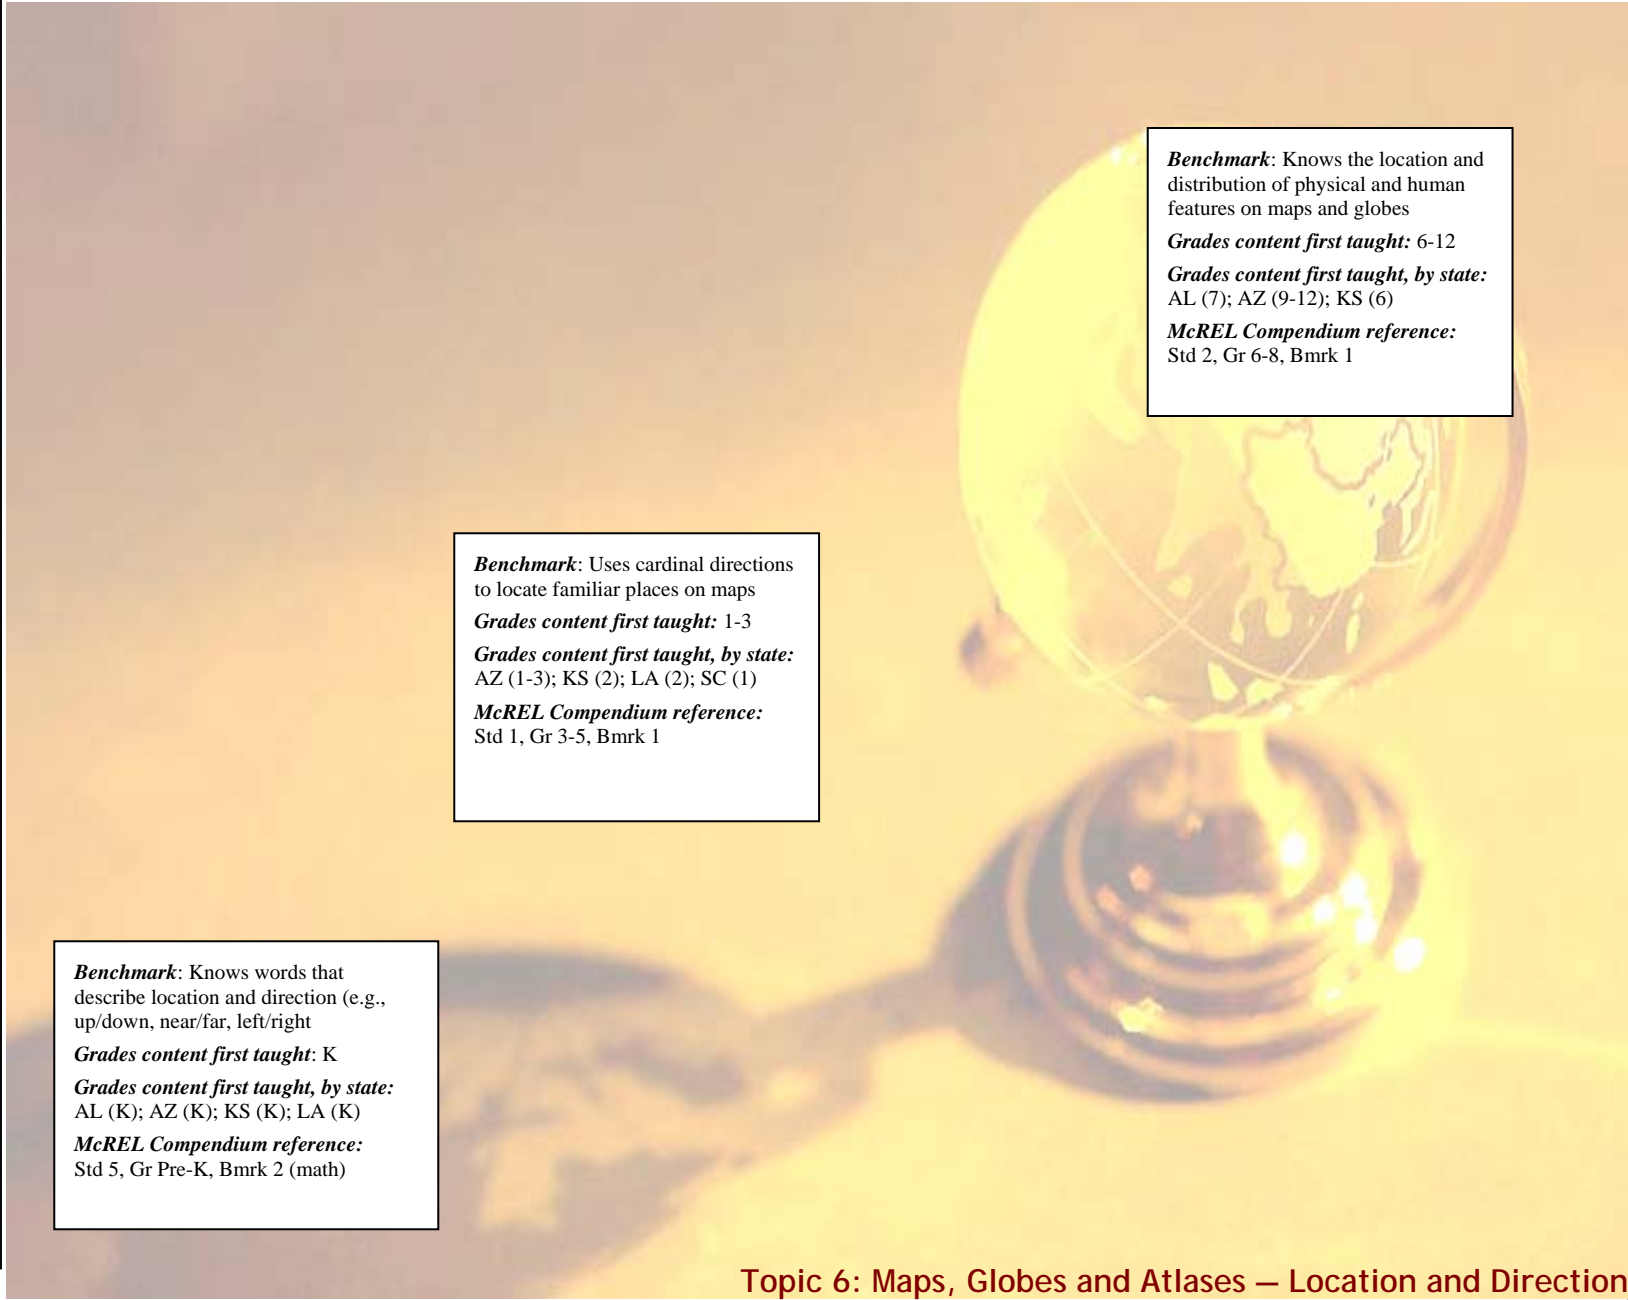 Benchmark: Knows the location and
distribution of physical and human
features on maps and globes
Grades content first taught: 6-12
Grades content first taught, by state:
AL (7); AZ (9-12); KS (6)
McREL Compendium reference:
Std 2, Gr 6-8, Bmrk 1
Benchmark: Uses cardinal directions
to locate familiar places on maps
Grades content first taught: 1-3
Grades content first taught, by state:
AZ (1-3); KS (2); LA (2); SC (1)
McREL Compendium reference:
Std 1, Gr 3-5, Bmrk 1
Benchmark: Knows words that
describe location and direction (e.g.,
up/down, near/far, left/right
Grades content first taught: K
Grades content first taught, by state:
AL (K); AZ (K); KS (K); LA (K)
McREL Compendium reference:
Std 5, Gr Pre-K, Bmrk 2 (math)
Topic 6: Maps, Globes and Atlases — Location and Direction